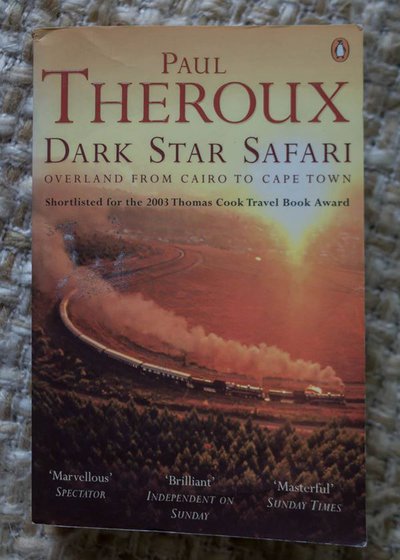 PAUL
THEROUX
DARK STAR SAFARI
OVERLAND FROM CAIRO TO CAPE TOWN
Shortlisted for the 2003 Thomas Cook Travel Book Award
'Marvellous'
SPECTATOR
'Brilliant'
INDEPENDENT ON
SUNDAY
'Masterful'
SUNDAY TIMES